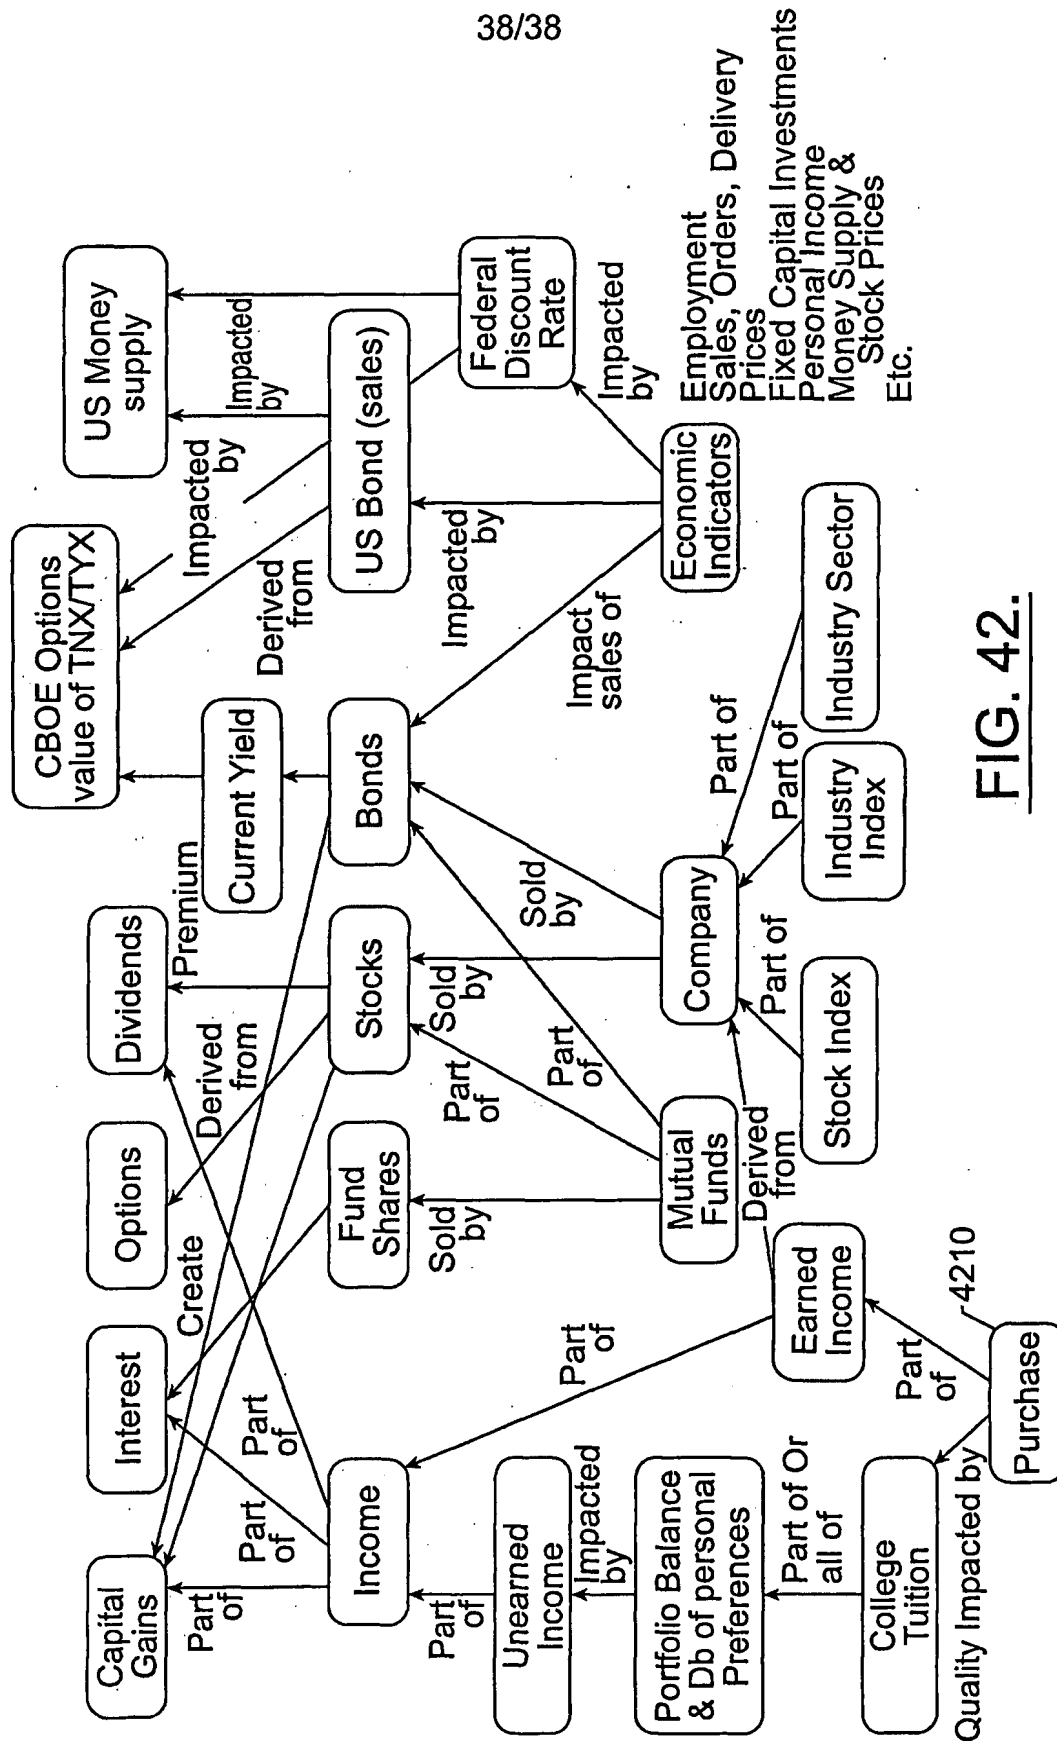 38/38
CBOE Options
value of TNX/TYX
US Money
supply
Capital
Gains
Interest
Options
Dividends
Premium
Current Yield
Derived
from
Impacted
by
Impacted
by
Part of
Part
of
Part
of
Create
Derived
from
Income
Fund
Shares
Stocks
Bonds
US Bond (sales)
Part
of
Sold
by
Part
of
Sold
by
Part
of
Sold
by
Impact
sales of
Impacted
by
Federal
Discount
Rate
Impacted
by
Unearned
Income
Impacted
by
Part
of
Portfolio Balance
& Db of personal
Preferences
Mutual
Funds
Company
Economic
Indicators
Employment
Sales, Orders, Delivery
Prices
Fixed Capital Investments
Personal Income
Money Supply &
Stock Prices
Etc.
Part of Or
all of
Derived
from
Part of
Part of
Part of
College
Tuition
Earned
Income
Stock Index
Industry
Index
Industry Sector
Quality Impacted by
Part
of
4210
Purchase
FIG. 42.